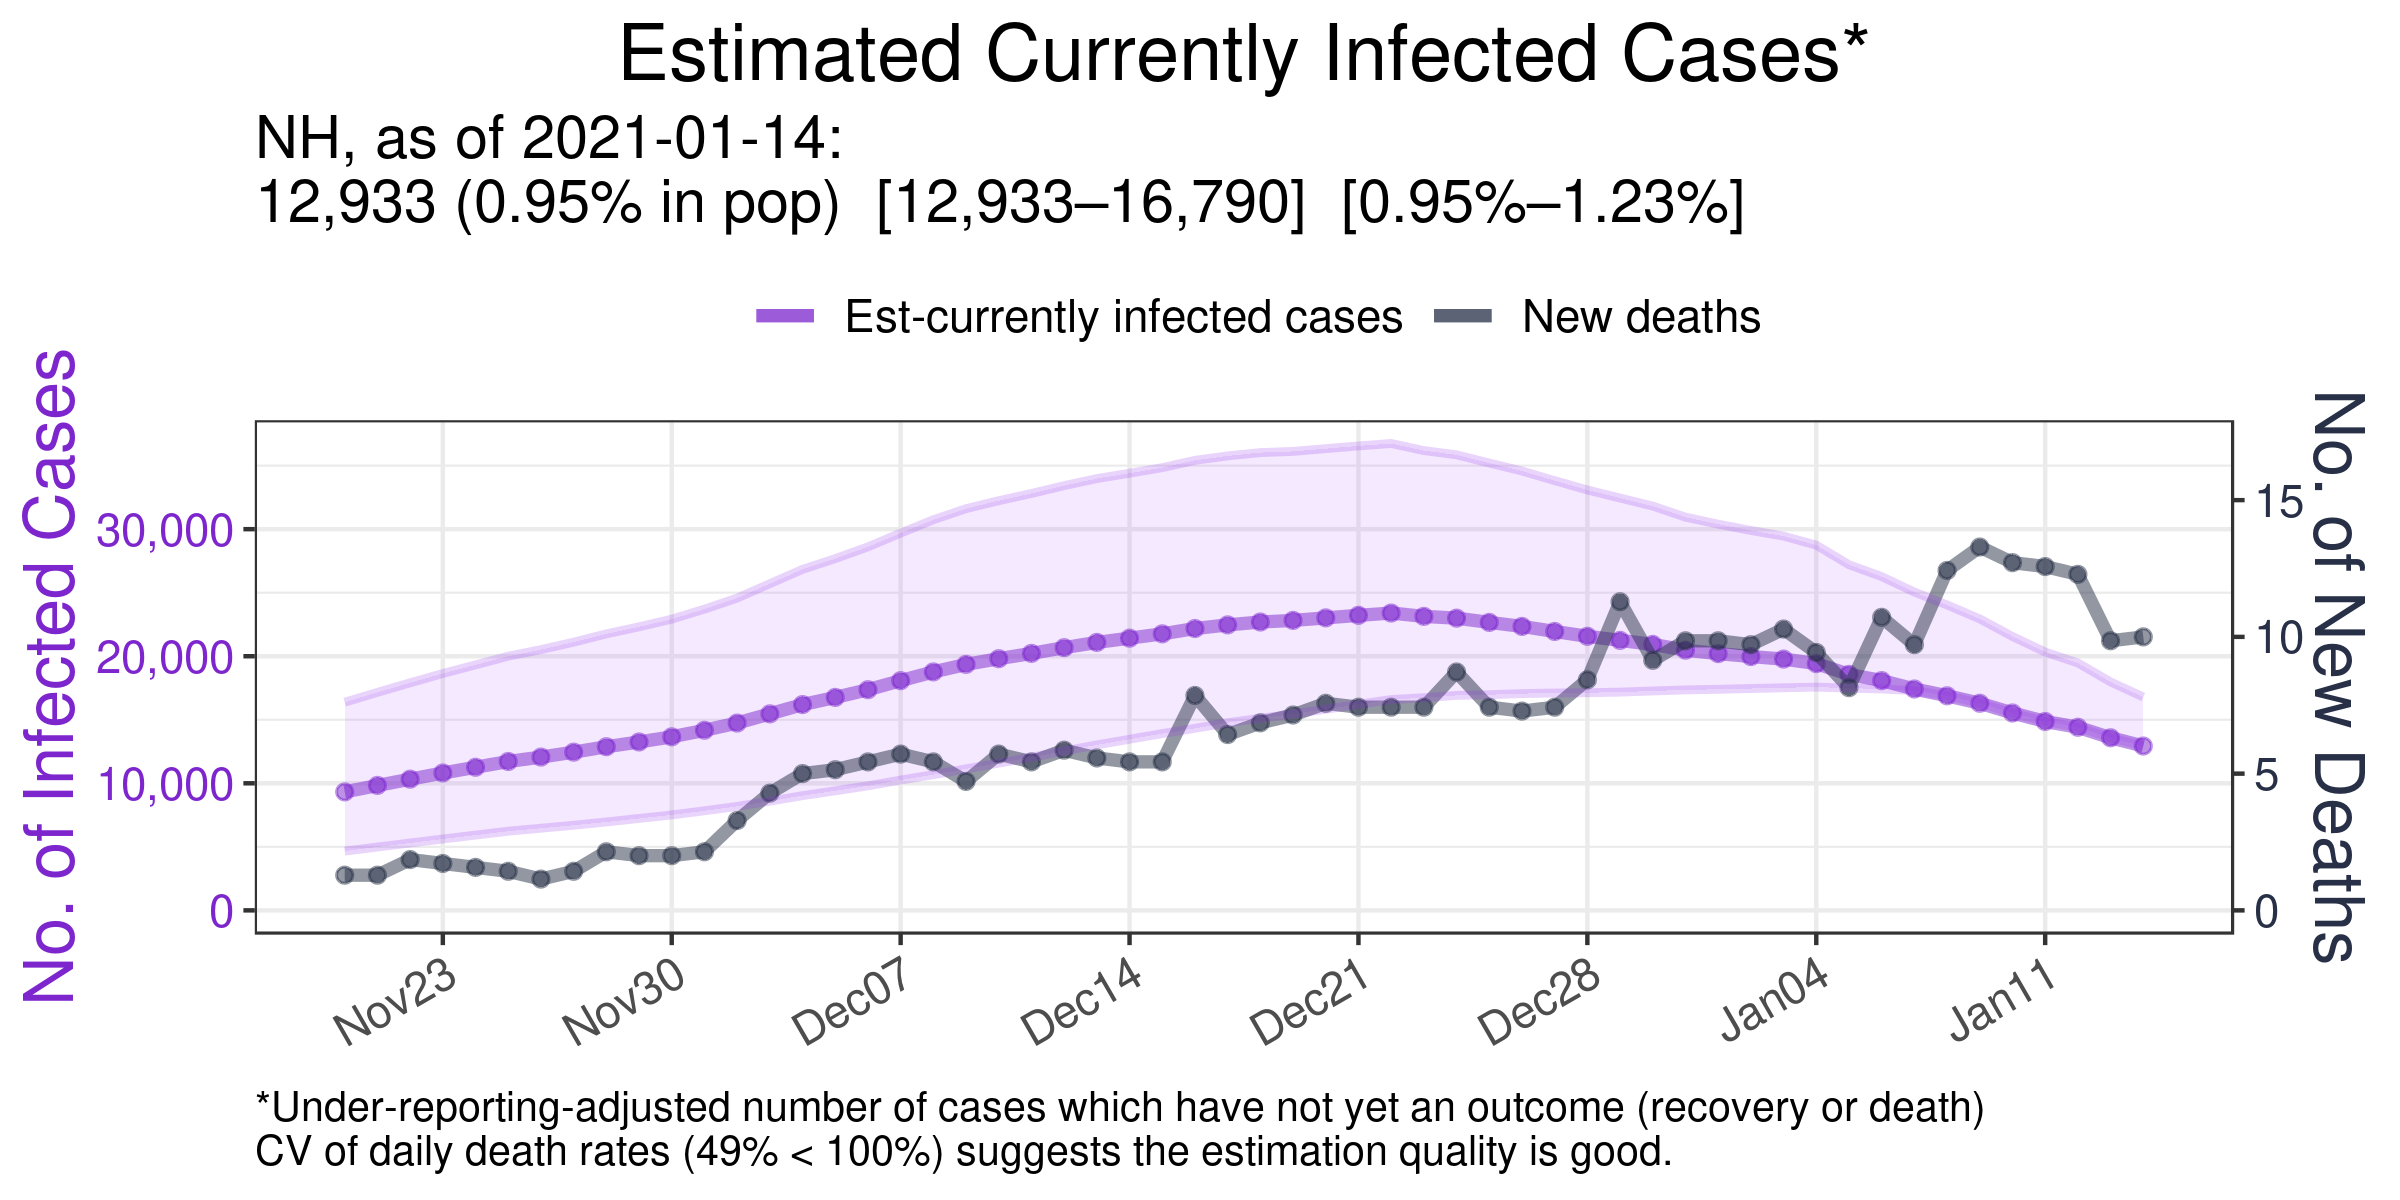 Estimated Currently Infected Cases*
NH, as of 2021-01-14:
12,933 (0.95% in pop)  [12,933–16,790]  [0.95%–1.23%]
Est-currently infected cases
New deaths
No. of Infected Cases
30,000
20,000
10,000
0
15
10
5
0
No. of New Deaths
Nov23
Nov30
Dec07
Dec14
Dec21
Dec28
Jan04
Jan11
*Under-reporting-adjusted number of cases which have not yet an outcome (recovery or death)
CV of daily death rates (49% < 100%) suggests the estimation quality is good.